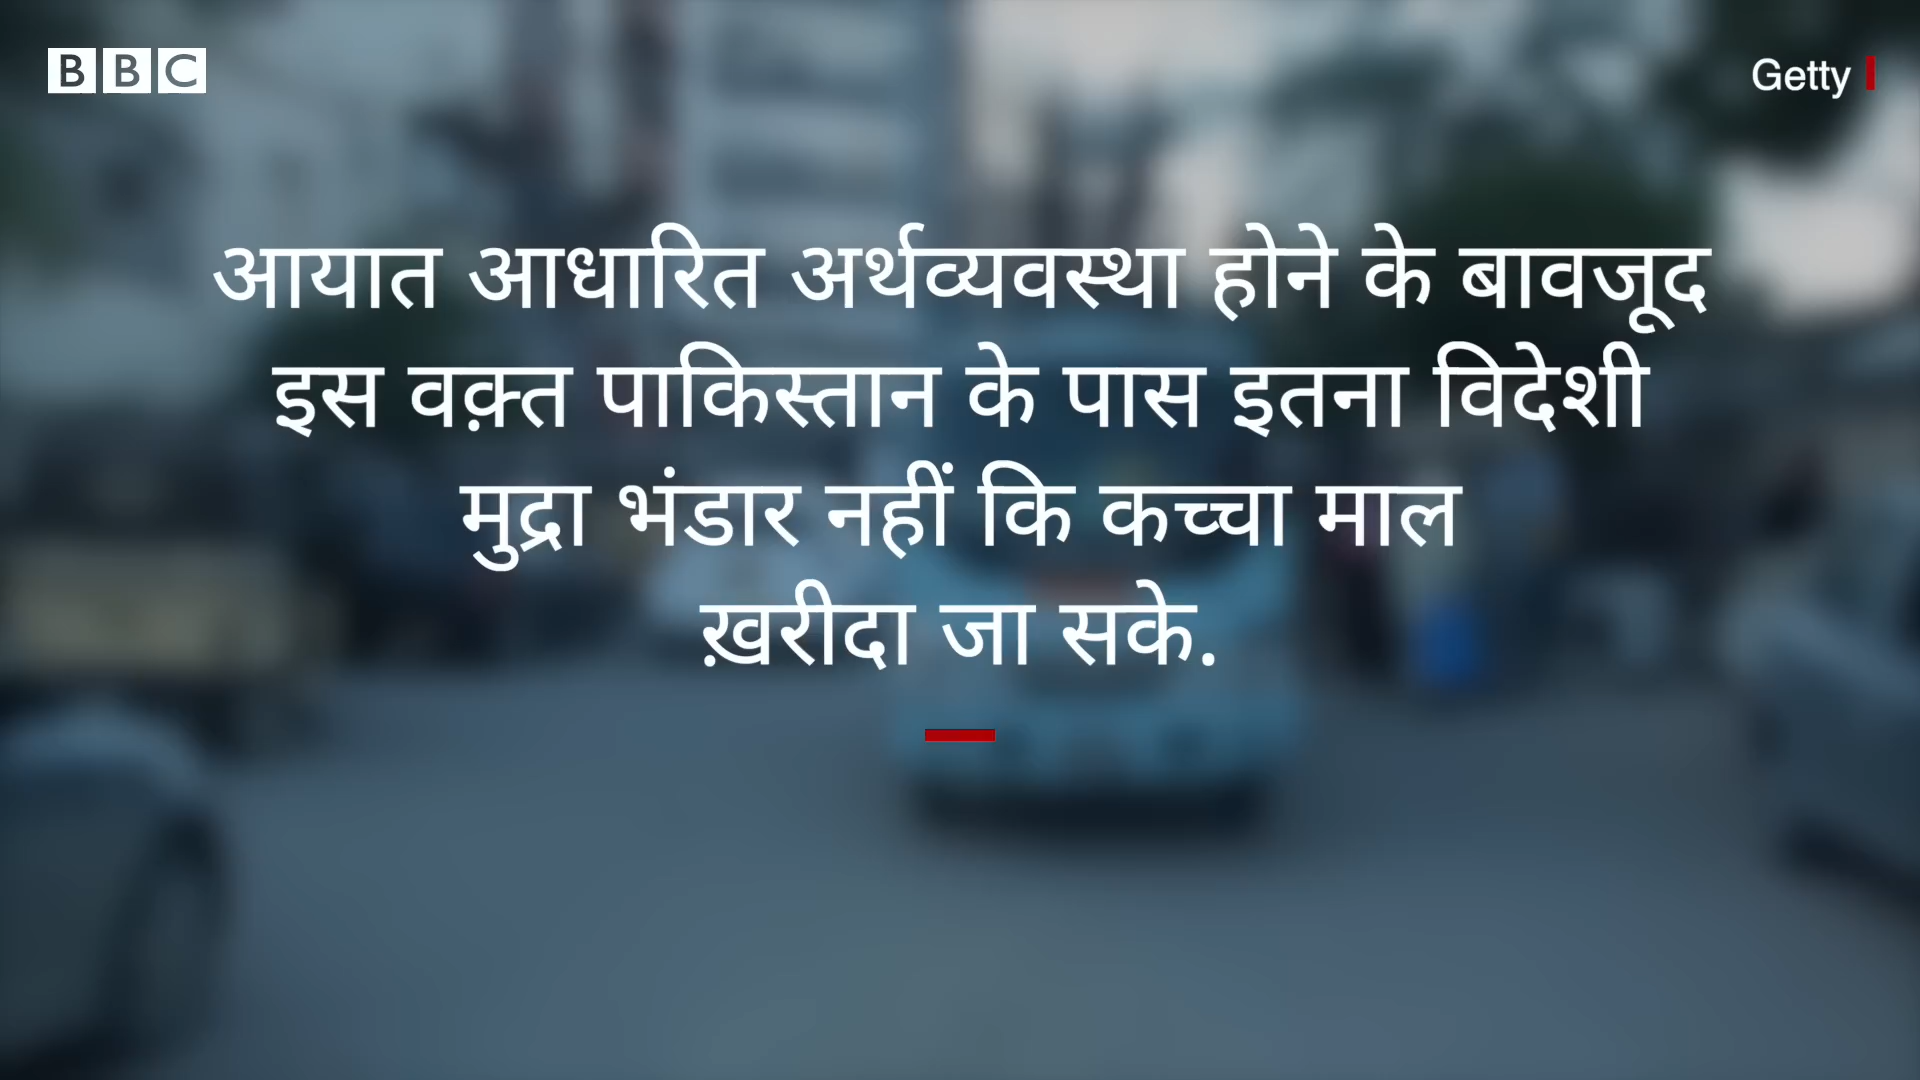 BBC
Getty
आयात आधारित अर्थव्यवस्था होने के बावजूद
इस वक़्त पाकिस्तान के पास इतना विदेशी
मुद्रा भंडार नहीं कि कच्चा माल
ख़रीदा जा सके.